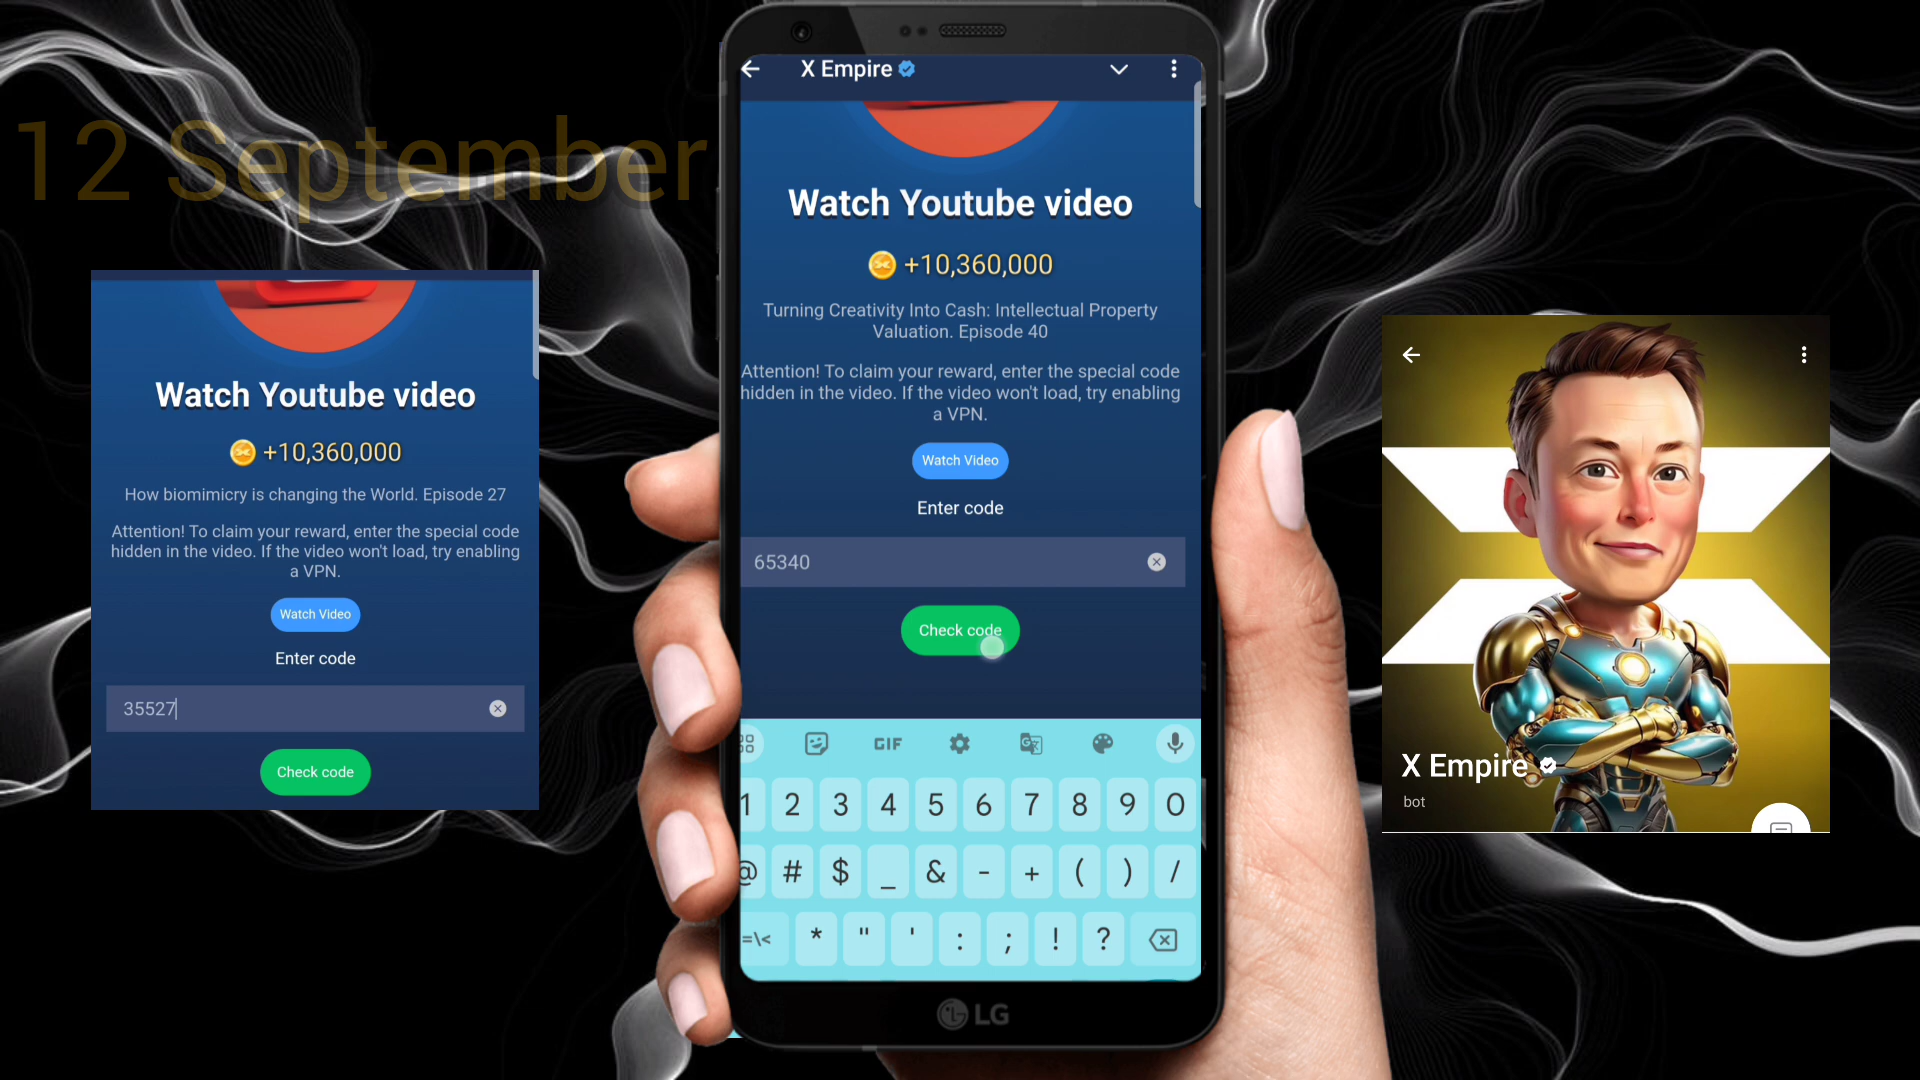 12 September
Watch Youtube video
+10,360,000
How biomimicry is changing the World. Episode 27
Attention! To claim your reward, enter the special code
hidden in the video. If the video won't load, try enabling
a VPN.
Watch Video
Enter code
35527
Check code
X Empire
Watch Youtube video
+10,360,000
Turning Creativity Into Cash: Intellectual Property
Valuation. Episode 40
Attention! To claim your reward, enter the special code
hidden in the video. If the video won't load, try enabling
a VPN.
Watch Video
Enter code
65340
Check code
GIF
1 2 3 4 5 6 7 8 9 0
@ # $ _ & - + ( ) /
=\< * " ' : ; ! ?
LG
X Empire
bot